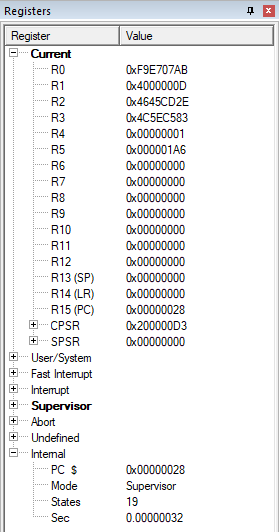 Registers
Register Value
Current
R0 0xF9E707AB
R1 0x4000000D
R2 0x4645CD2E
R3 0x4C5EC583
R4 0x00000001
R5 0x000001A6
R6 0x00000000
R7 0x00000000
R8 0x00000000
R9 0x00000000
R10 0x00000000
R11 0x00000000
R12 0x00000000
R13 (SP) 0x00000000
R14 (LR) 0x00000000
R15 (PC) 0x00000028
CPSR 0x200000D3
SPSR 0x00000000
User/System
Fast Interrupt
Interrupt
Supervisor
Abort
Undefined
Internal
PC $ 0x00000028
Mode Supervisor
States 19
Sec 0.00000032